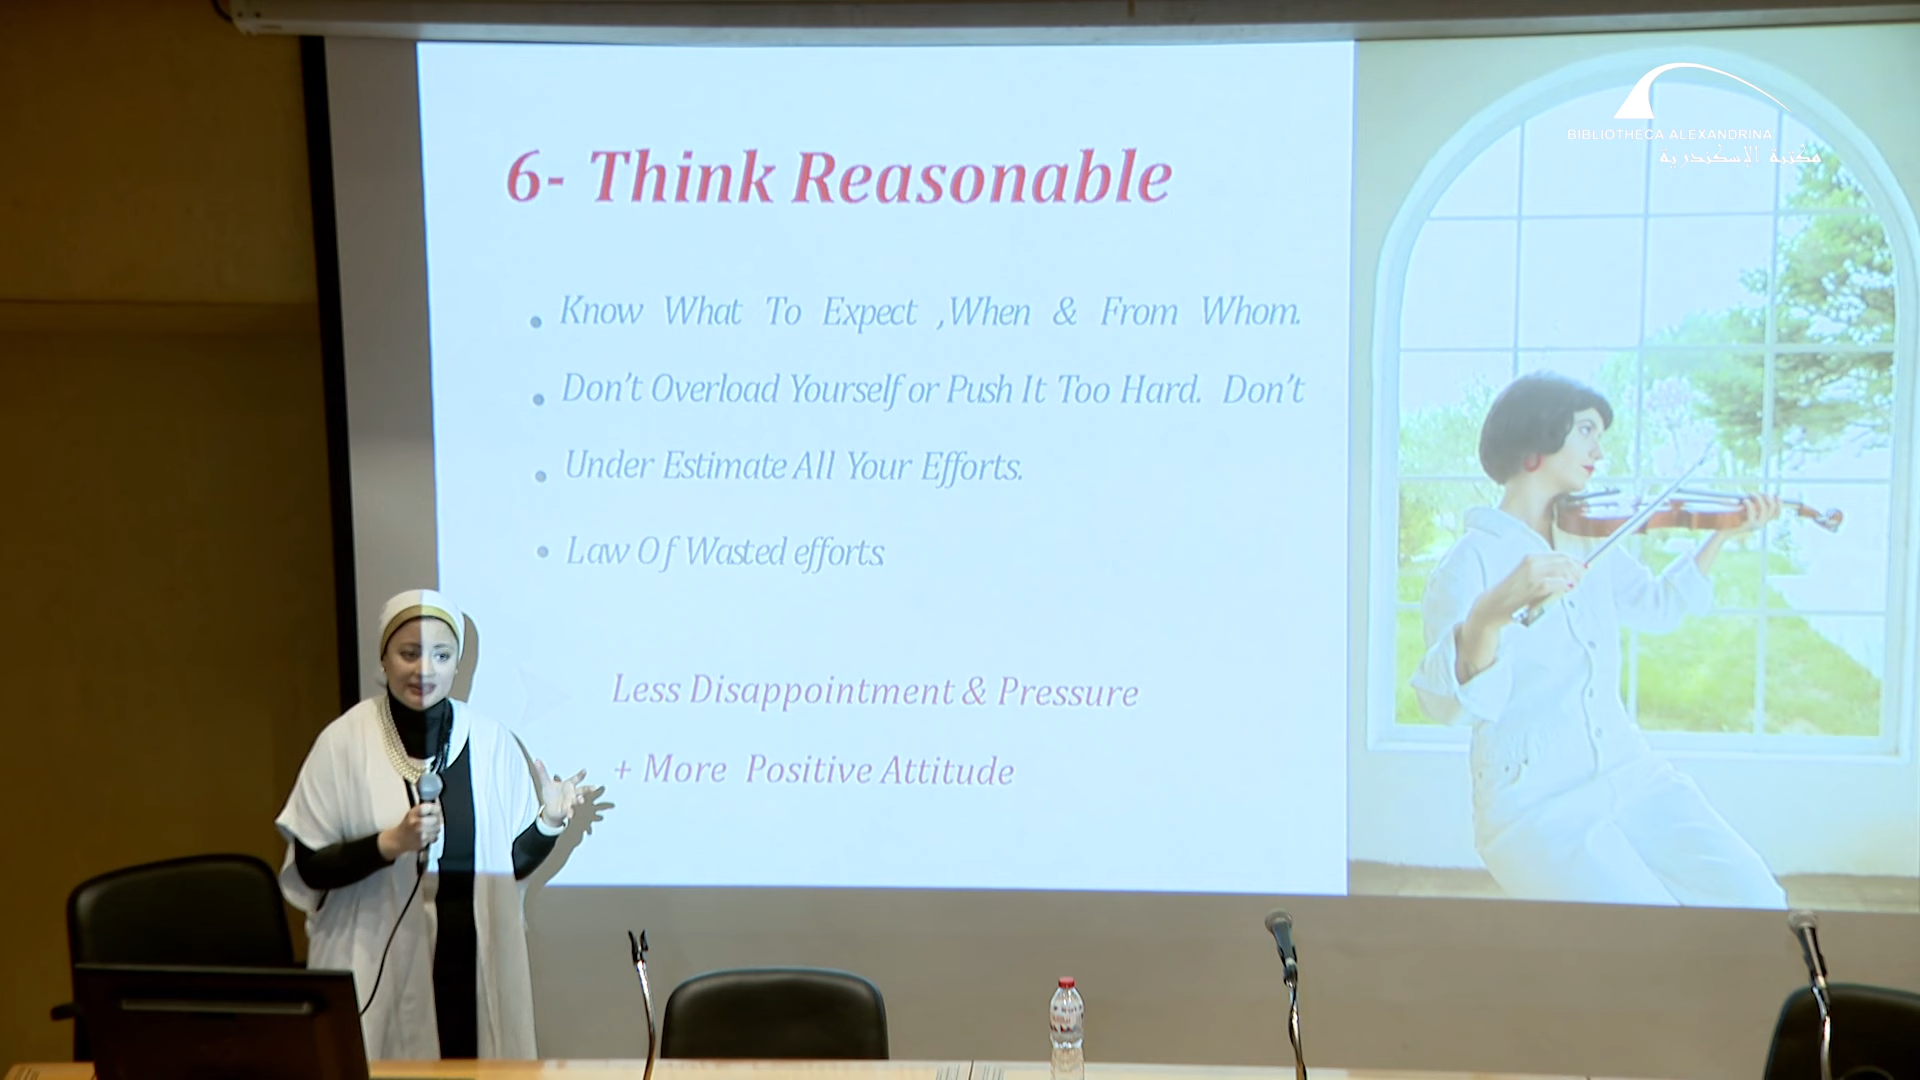 BIBLIOTHECA ALEXANDRINA
مكتبة الإسكندرية
6- Think Reasonable
• Know What To Expect ,When & From Whom.
• Don't Overload Yourself or Push It Too Hard. Don't
• Under Estimate All Your Efforts.
• Law Of Wasted efforts.
Less Disappointment & Pressure
+ More Positive Attitude